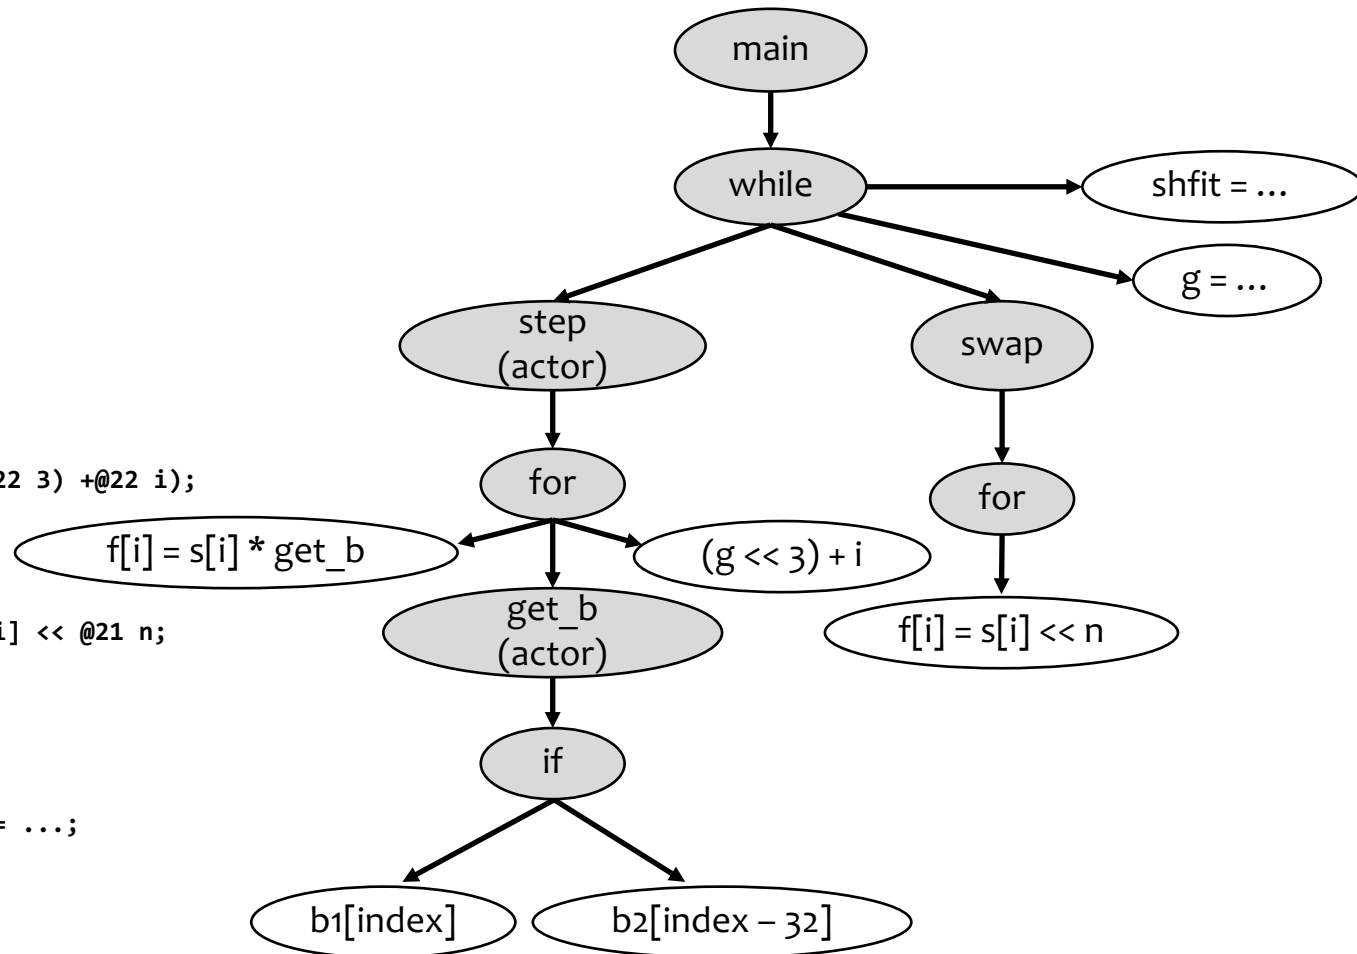 main
while
shfit = ...
g = ...
step
(actor)
swap
22 3) +@22 i);
for
for
f[i] = s[i] * get_b
(g << 3) + i
get_b
(actor)
i] << @21 n;
f[i] = s[i] << n
if
= ...;
b1[index]
b2[index – 32]